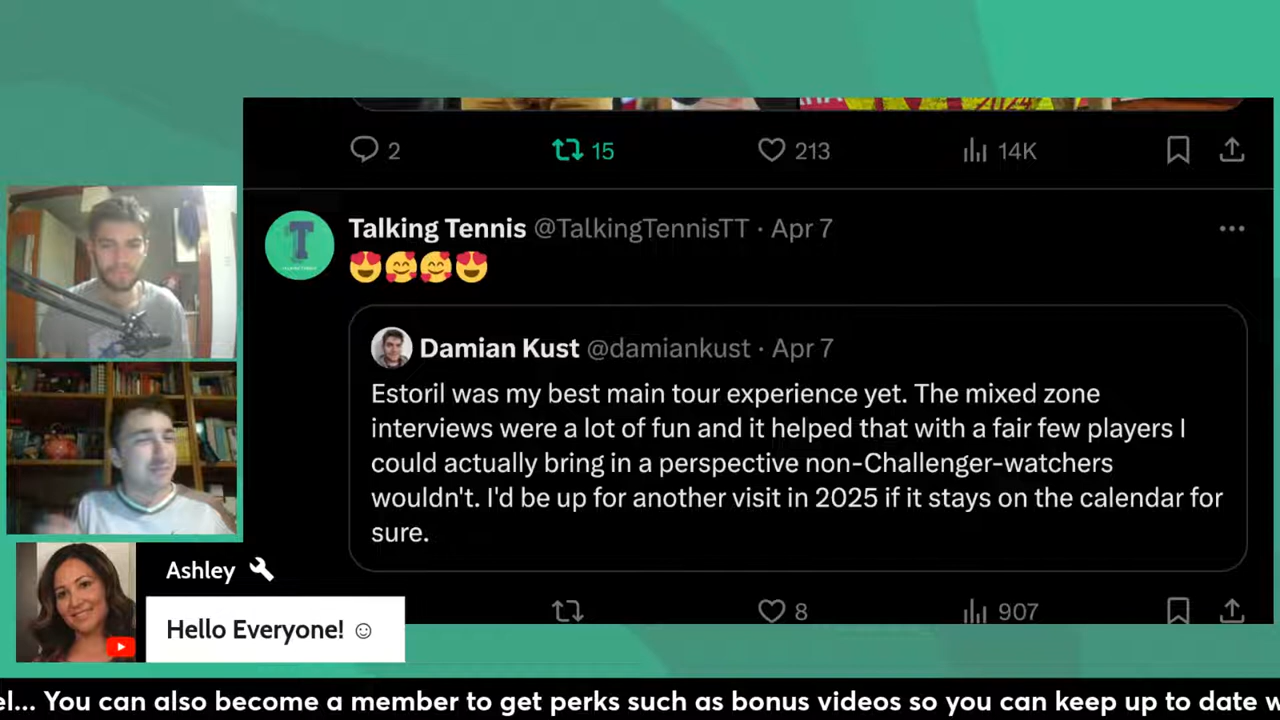 2 15 213 14K
Talking Tennis @TalkingTennisTT · Apr 7
😍🥰🥰😍
Damian Kust @damiankust · Apr 7
Estoril was my best main tour experience yet. The mixed zone
interviews were a lot of fun and it helped that with a fair few players I
could actually bring in a perspective non-Challenger-watchers
wouldn't. I'd be up for another visit in 2025 if it stays on the calendar for
sure.
8 907
Ashley
Hello Everyone! ☺
You can also become a member to get perks such as bonus videos so you can keep up to date